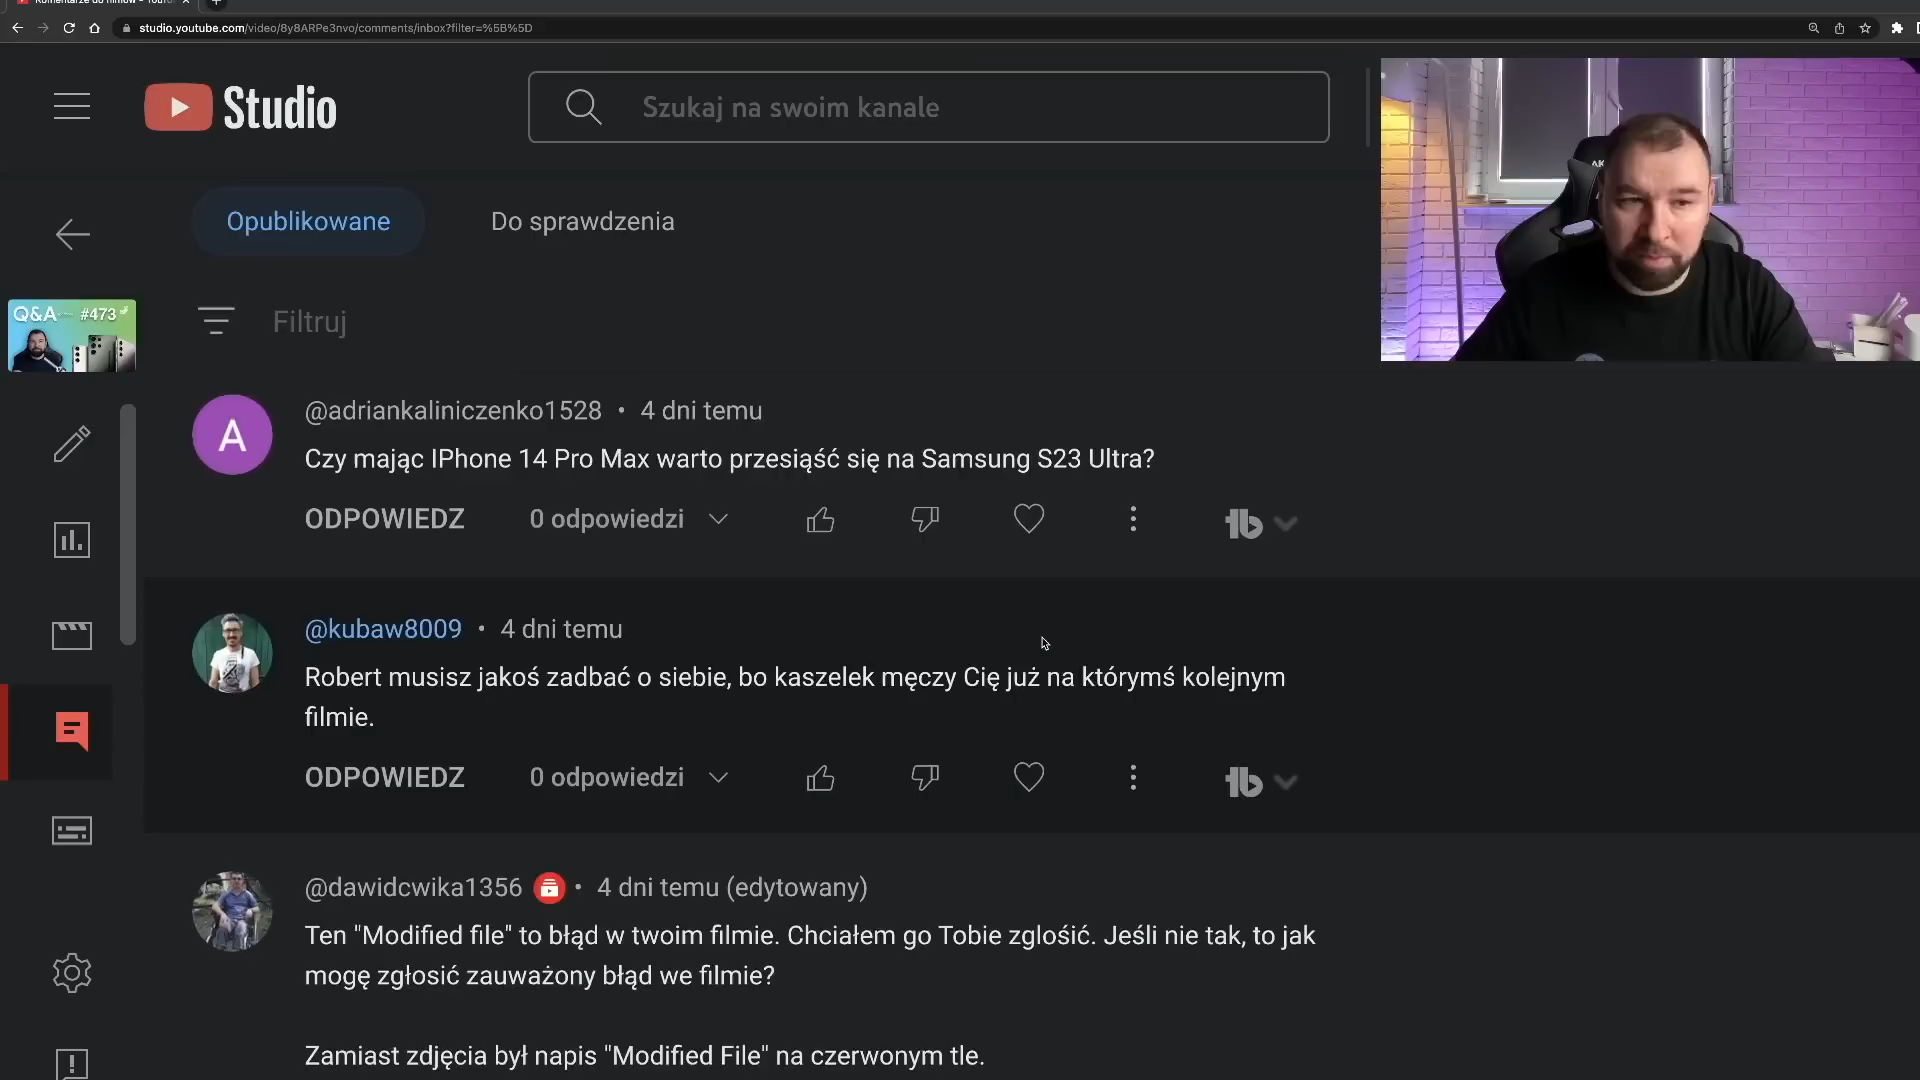 studio.youtube.com/video/8y8ARPe3nvo/comments/inbox?filter=%5B%5D
Studio
Szukaj na swoim kanale
Opublikowane
Do sprawdzenia
Filtruj
Q&A #473
@adriankaliniczenko1528 • 4 dni temu
Czy mając IPhone 14 Pro Max warto przesiąść się na Samsung S23 Ultra?
ODPOWIEDZ
0 odpowiedzi
A
@kubaw8009 • 4 dni temu
Robert musisz jakoś zadbać o siebie, bo kaszelek męczy Cię już na którymś kolejnym
filmie.
ODPOWIEDZ
0 odpowiedzi
@dawidcwika1356 • 4 dni temu (edytowany)
Ten "Modified file" to błąd w twoim filmie. Chciałem go Tobie zglośić. Jeśli nie tak, to jak
mogę zgłosić zauważony błąd we filmie?
Zamiast zdjęcia był napis "Modified File" na czerwonym tle.